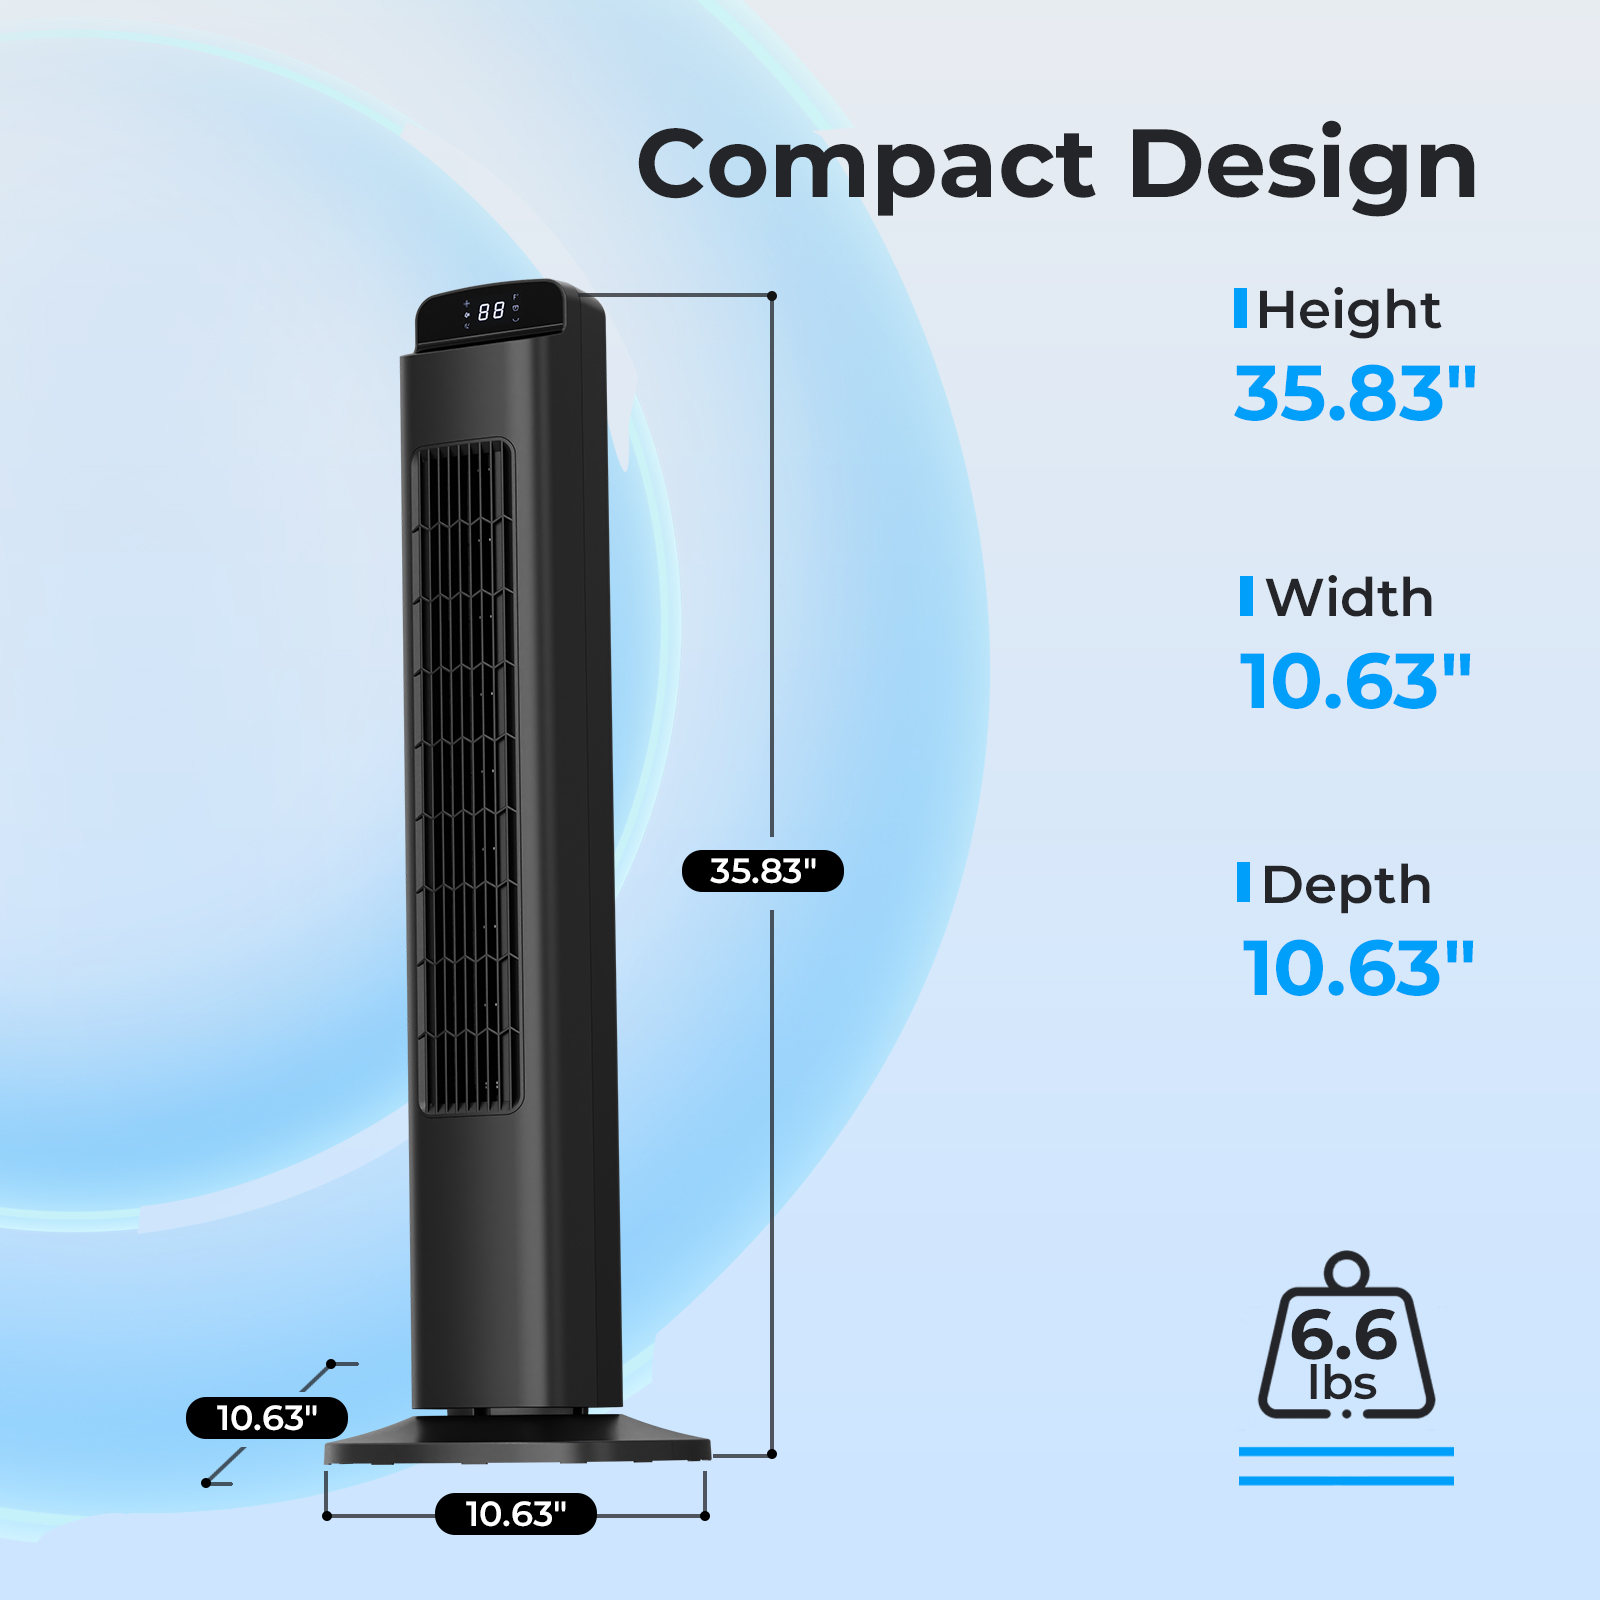 Compact Design
88
F
Height
35.83"
Width
10.63"
35.83"
Depth
10.63"
6.6
lbs
10.63"
10.63"